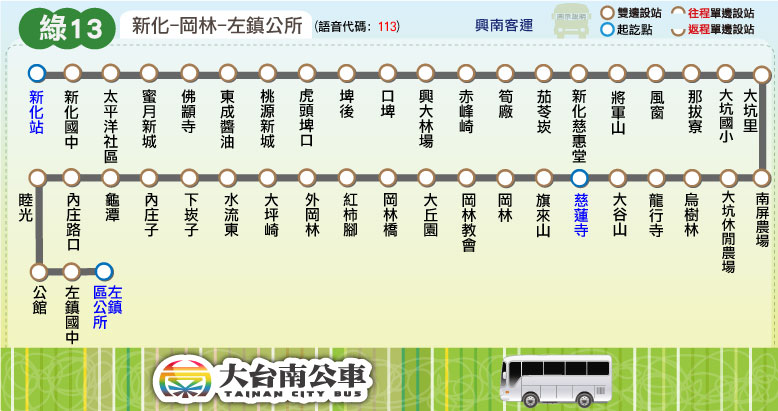 綠13
新化-岡林-左鎮公所
(語音代碼: 113)
興南客運
雙邊設站
往程單邊設站
起訖點
返程單邊設站
新化站
新化國中
太平洋社區
蜜月新城
佛顗寺
東成醬油
桃源新城
虎頭埤口
埤後
口埤
興大林場
赤峰崎
筍廠
茄苳崁
新化慈惠堂
將軍山
風窗
那拔寮
大坑國小
大坑里
南屏農場
大坑休閒農場
烏樹林
龍行寺
大谷山
慈蓮寺
旗來山
岡林
岡林教會
大丘園
岡林橋
紅柿腳
外岡林
大坪崎
水流東
下崁子
內庄子
龜潭
內庄路口
睦光
公館
左鎮國中
左鎮
區公所
大台南公車
TAINAN CITY BUS